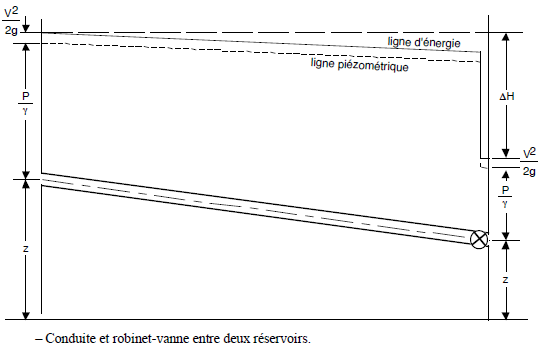 V²
2g
ligne d'énergie
ligne piézométrique
P
γ
ΔH
V²
2g
P
γ
z
z
– Conduite et robinet-vanne entre deux réservoirs.